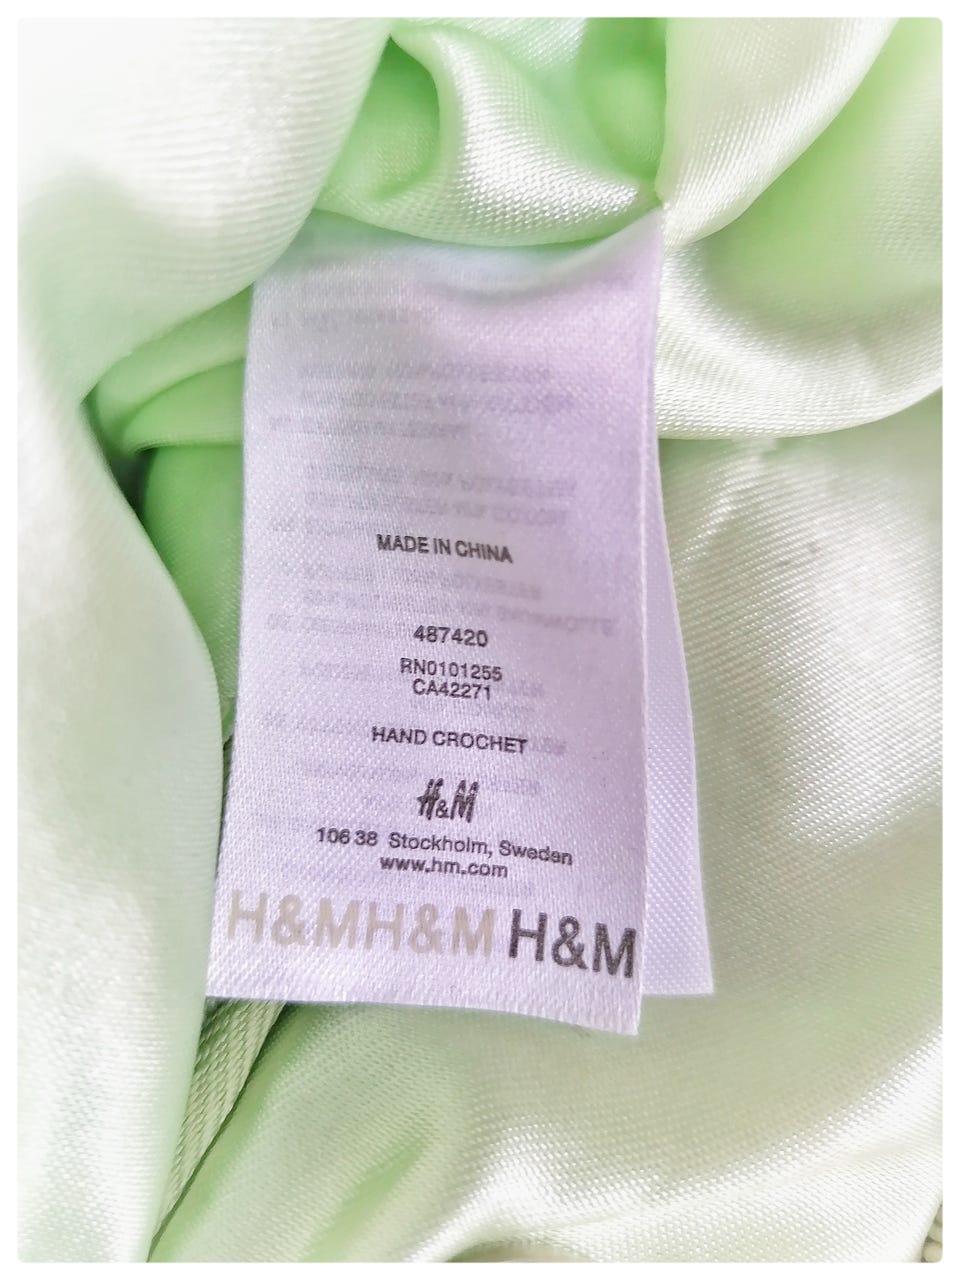 MADE IN CHINA
487420
RN0101255
CA42271
HAND CROCHET
H&M
106 38 Stockholm, Sweden
www.hm.com
H&MH&M H&M